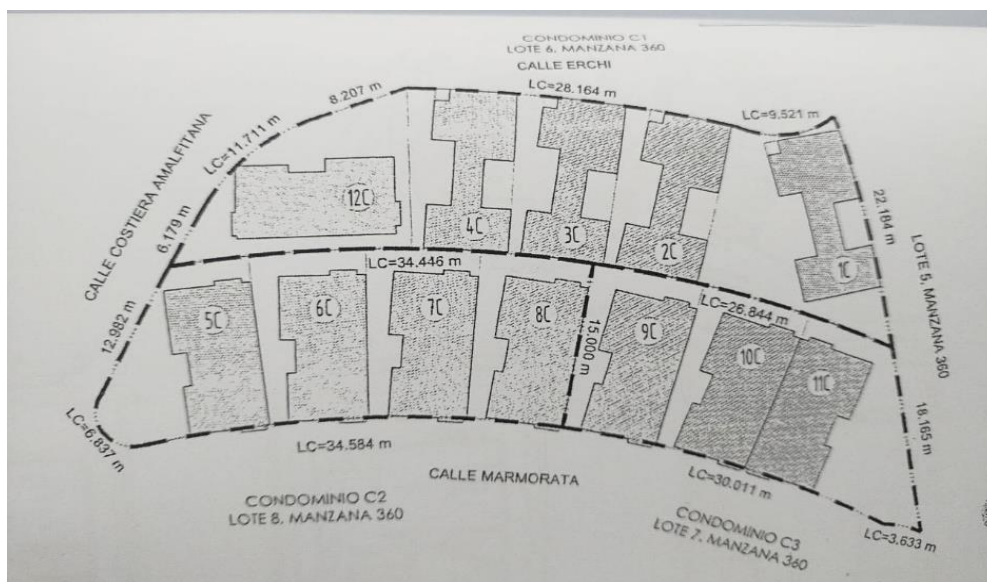 CONDOMINIO C1
LOTE 6, MANZANA 360
CALLE ERCHI
8.207 m
LC=28.164 m
LC=9.521 m
LC=11.711 m
CALLE COSTIERA AMALFITANA
6.179 m
12C
4C
3C
2C
1C
22.184 m
LOTE 5, MANZANA 360
LC=34.446 m
LC=26.844 m
12.982 m
5C
6C
7C
8C
15.000 m
9C
10C
11C
18.165 m
LC=6.837 m
LC=34.584 m
CALLE MARMORATA
LC=30.011 m
LC=3.633 m
CONDOMINIO C2
LOTE 8, MANZANA 360
CONDOMINIO C3
LOTE 7, MANZANA 360